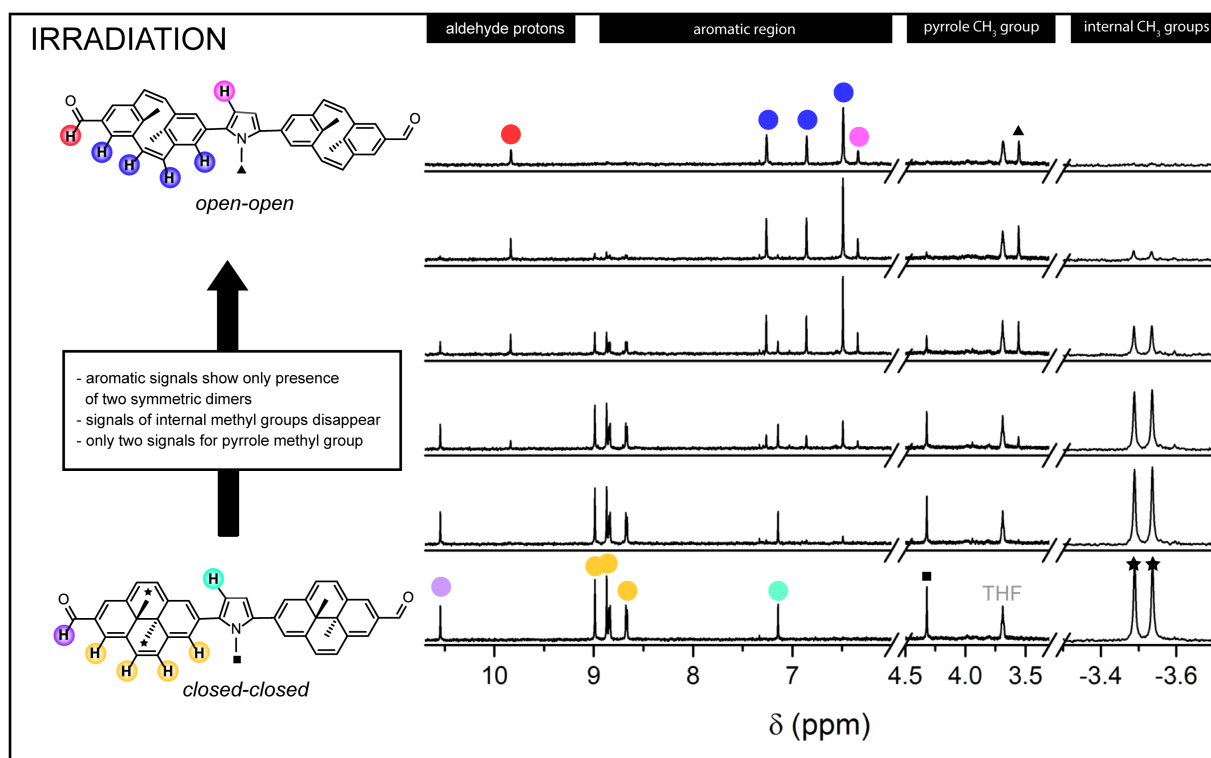 IRRADIATION
aldehyde protons
aromatic region
pyrrole CH3 group
internal CH3 groups
O
H
H
H
H
H
H
N
O
open-open
- aromatic signals show only presence
of two symmetric dimers
- signals of internal methyl groups disappear
- only two signals for pyrrole methyl group
O
H
H
H
H
H
H
N
O
closed-closed
THF
10
9
8
7
4.5
4.0
3.5
-3.4
-3.6
δ (ppm)